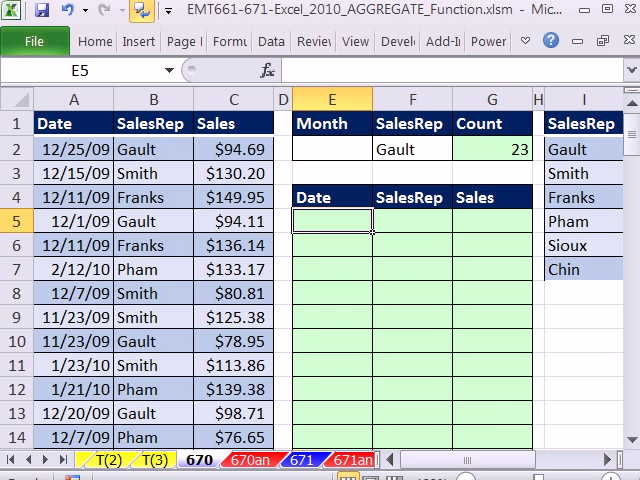 EMT661-671-Excel_2010_AGGREGATE_Function.xlsm - Mic...
File Home Insert Page I Form Data Reviev View Devel Add-I Power
E5 fx
A B C D E F G H I
1 Date SalesRep Sales Month SalesRep Count SalesRep
2 12/25/09 Gault $94.69 Gault 23 Gault
3 12/15/09 Smith $130.20 Smith
4 12/11/09 Franks $149.95 Date SalesRep Sales Franks
5 12/1/09 Gault $94.11 Pham
6 12/11/09 Franks $136.14 Sioux
7 2/12/10 Pham $133.17 Chin
8 12/7/09 Smith $80.81
9 11/23/09 Smith $125.38
10 11/23/09 Gault $78.95
11 1/23/10 Smith $113.86
12 1/21/10 Pham $139.38
13 12/20/09 Gault $98.71
14 12/7/09 Pham $76.65
T(2) T(3) 670 670an 671 671an